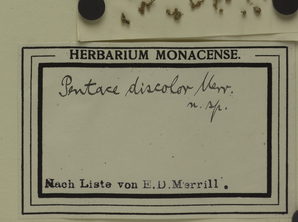 HERBARIUM MONACENSE.
Pentace discolor Merr.
n. sp.
Nach Liste von E.D.Merrill.